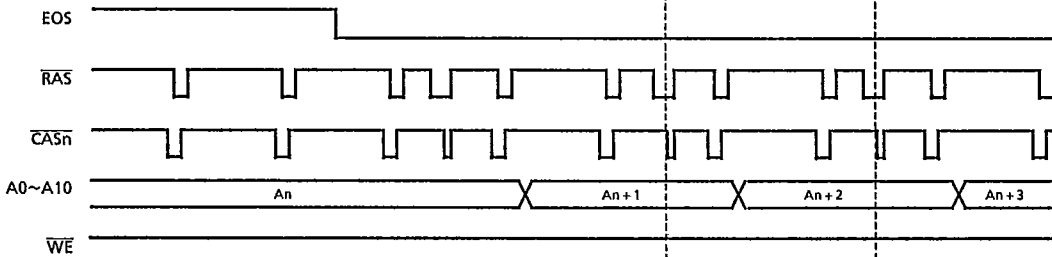 EOS
RAS
CASn
A0~A10
An
An+1
An+2
An+3
WE